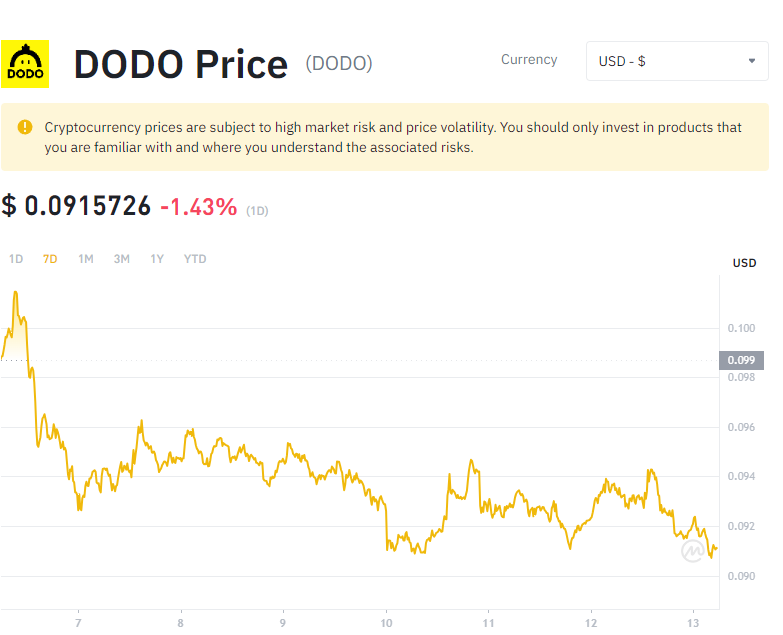 DODO
DODO Price (DODO)
Currency
USD - $
Cryptocurrency prices are subject to high market risk and price volatility. You should only invest in products that
you are familiar with and where you understand the associated risks.
$ 0.0915726 -1.43% (1D)
1D 7D 1M 3M 1Y YTD
USD
0.100
0.099
0.098
0.096
0.094
0.092
0.090
7 8 9 10 11 12 13